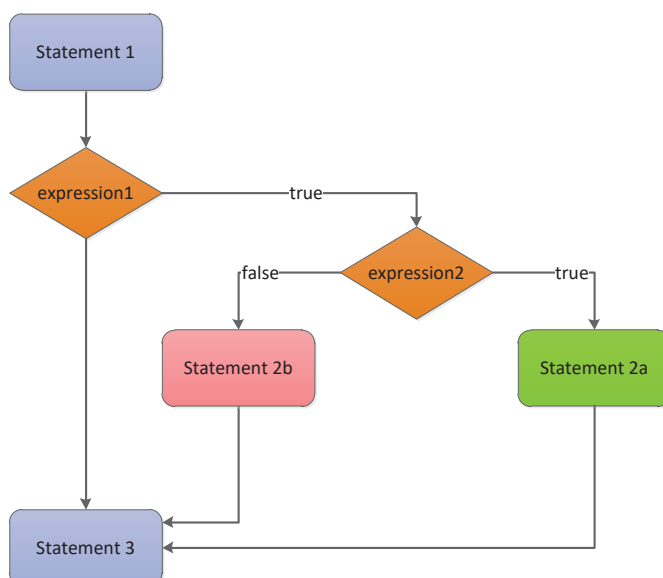 Statement 1
expression1
true
expression2
false
true
Statement 2b
Statement 2a
Statement 3